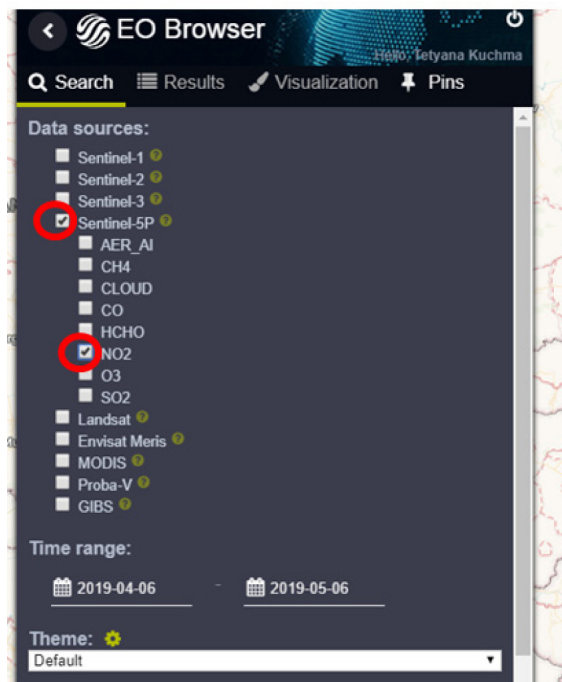 EO Browser
Hello, Tetyana Kuchma
Search Results Visualization Pins
Data sources:
Sentinel-1
Sentinel-2
Sentinel-3
Sentinel-5P
AER_AI
CH4
CLOUD
CO
HCHO
NO2
O3
SO2
Landsat
Envisat Meris
MODIS
Proba-V
GIBS
Time range:
2019-04-06 - 2019-05-06
Theme:
Default